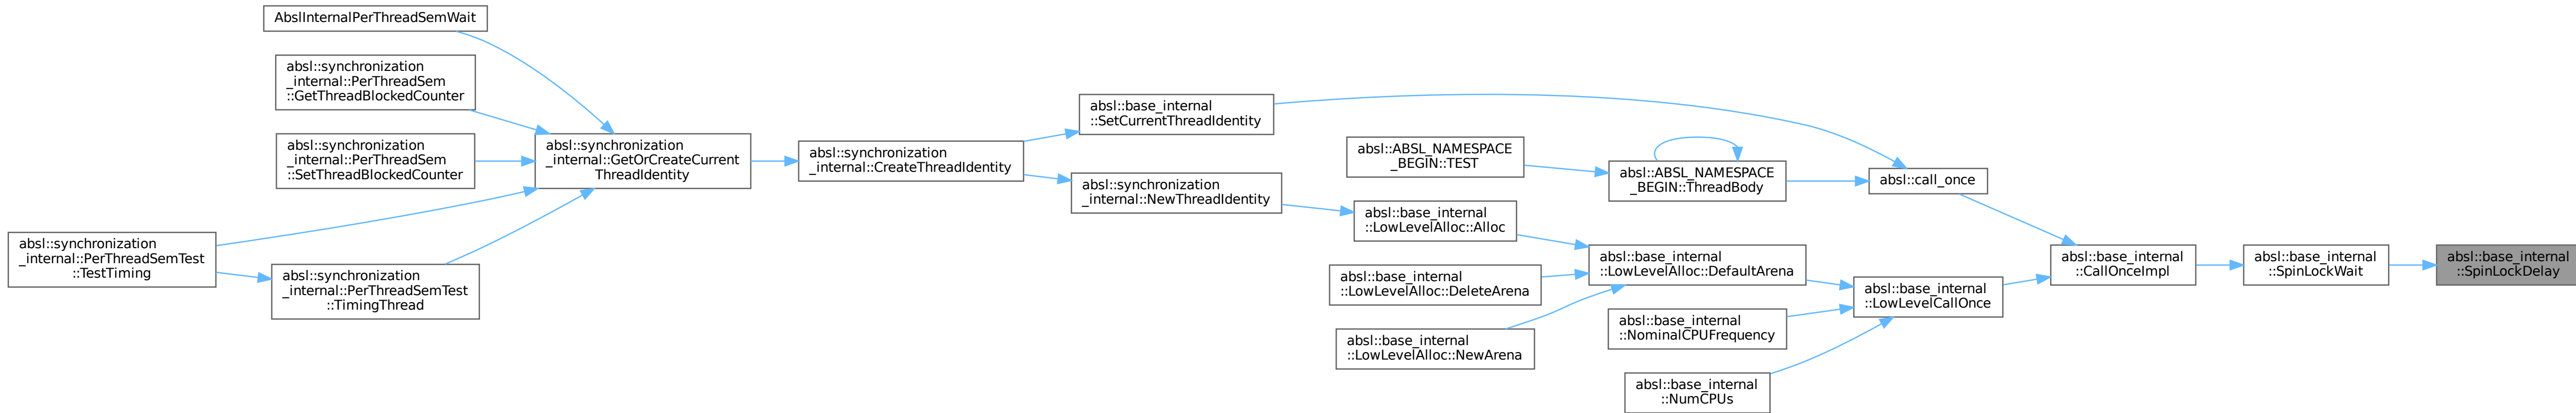 AbslInternalPerThreadSemWait
absl::synchronization
_internal::PerThreadSem
::GetThreadBlockedCounter
absl::synchronization
_internal::PerThreadSem
::SetThreadBlockedCounter
absl::synchronization
_internal::PerThreadSemTest
::TestTiming
absl::synchronization
_internal::PerThreadSemTest
::TimingThread
absl::synchronization
_internal::GetOrCreateCurrent
ThreadIdentity
absl::synchronization
_internal::CreateThreadIdentity
absl::base_internal
::SetCurrentThreadIdentity
absl::synchronization
_internal::NewThreadIdentity
absl::ABSL_NAMESPACE
_BEGIN::TEST
absl::base_internal
::LowLevelAlloc::Alloc
absl::base_internal
::LowLevelAlloc::DeleteArena
absl::base_internal
::LowLevelAlloc::NewArena
absl::ABSL_NAMESPACE
_BEGIN::ThreadBody
absl::base_internal
::LowLevelAlloc::DefaultArena
absl::base_internal
::NominalCPUFrequency
absl::base_internal
::NumCPUs
absl::call_once
absl::base_internal
::LowLevelCallOnce
absl::base_internal
::CallOnceImpl
absl::base_internal
::SpinLockWait
absl::base_internal
::SpinLockDelay